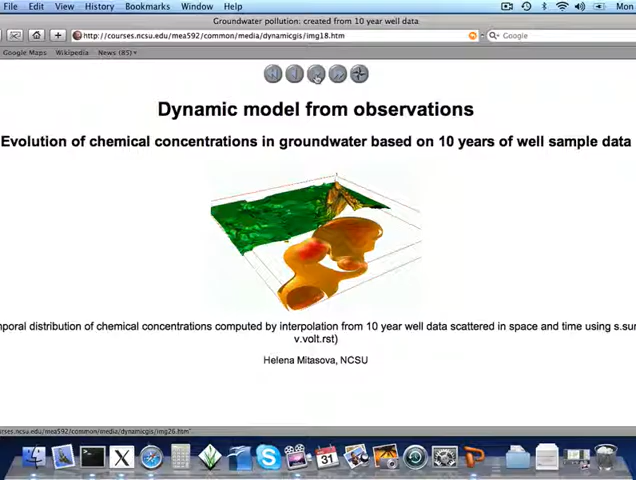 File Edit View History Bookmarks Window Help Mon
Groundwater pollution: created from 10 year well data
http://courses.ncsu.edu/mea592/common/media/dynamicgis/img18.htm Google
Google Maps Wikipedia News (85)
Dynamic model from observations
Evolution of chemical concentrations in groundwater based on 10 years of well sample data
poral distribution of chemical concentrations computed by interpolation from 10 year well data scattered in space and time using s.sur
v.volt.rst)
Helena Mitasova, NCSU
rses.ncsu.edu/mea592/common/media/dynamicgis/img26.htm"
31